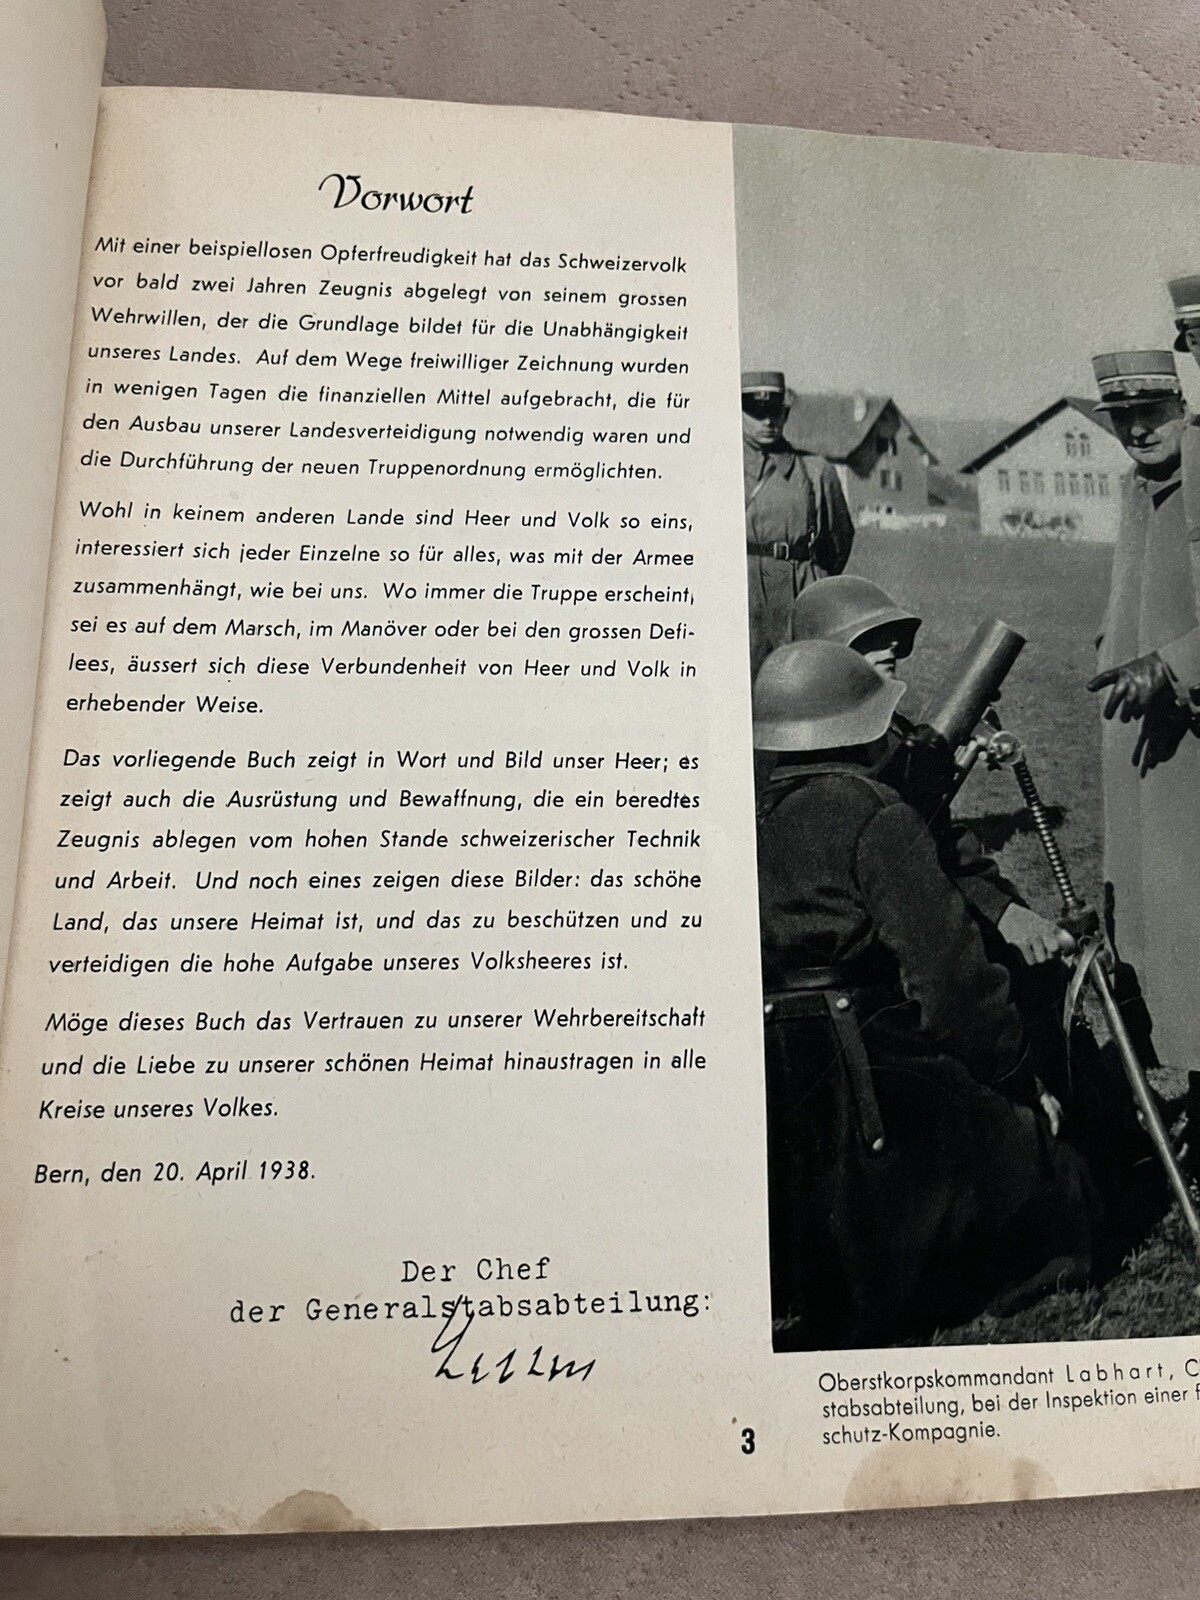 Vorwort
Mit einer beispiellosen Opferfreudigkeit hat das Schweizervolk
vor bald zwei Jahren Zeugnis abgelegt von seinem grossen
Wehrwillen, der die Grundlage bildet für die Unabhängigkeit
unseres Landes. Auf dem Wege freiwilliger Zeichnung wurden
in wenigen Tagen die finanziellen Mittel aufgebracht, die für
den Ausbau unserer Landesverteidigung notwendig waren und
die Durchführung der neuen Truppenordnung ermöglichten.
Wohl in keinem anderen Lande sind Heer und Volk so eins,
interessiert sich jeder Einzelne so für alles, was mit der Armee
zusammenhängt, wie bei uns. Wo immer die Truppe erscheint,
sei es auf dem Marsch, im Manöver oder bei den grossen Defi-
lees, äussert sich diese Verbundenheit von Heer und Volk in
erhebender Weise.
Das vorliegende Buch zeigt in Wort und Bild unser Heer; es
zeigt auch die Ausrüstung und Bewaffnung, die ein beredtes
Zeugnis ablegen vom hohen Stande schweizerischer Technik
und Arbeit. Und noch eines zeigen diese Bilder: das schöne
Land, das unsere Heimat ist, und das zu beschützen und zu
verteidigen die hohe Aufgabe unseres Volksheeres ist.
Möge dieses Buch das Vertrauen zu unserer Wehrbereitschaft
und die Liebe zu unserer schönen Heimat hinaustragen in alle
Kreise unseres Volkes.
Bern, den 20. April 1938.
Der Chef
der Generalstabsabteilung:
3
Oberstkorpskommandant Labhart,
stabsabteilung, bei der Inspektion einer
schutz-Kompagnie.